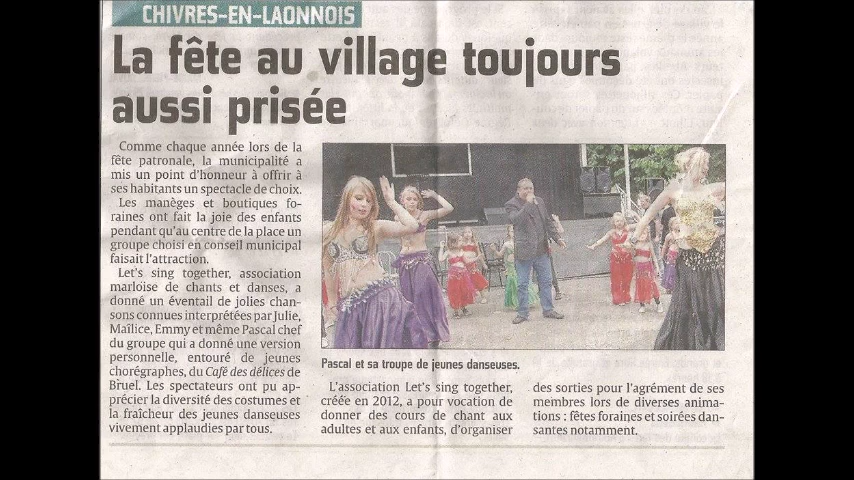 CHIVRES-EN-LAONNOIS
La fête au village toujours
aussi prisée
Comme chaque année lors de la
fête patronale, la municipalité a
mis un point d'honneur à offrir à
ses habitants un spectacle de choix.
Les manèges et boutiques fo-
raines ont fait la joie des enfants
pendant qu'au centre de la place un
groupe choisi en conseil municipal
faisait l'attraction.
Let's sing together, association
marloise de chants et danses, a
donné un éventail de jolies chan-
sons connues interprétées par Julie,
Maîlice, Emmy et même Pascal chef
du groupe qui a donné une version
personnelle, entouré de jeunes
chorégraphes, du Café des délices de
Bruel. Les spectateurs ont pu ap-
précier la diversité des costumes et
la fraîcheur des jeunes danseuses
vivement applaudies par tous.
Pascal et sa troupe de jeunes danseuses.
L'association Let's sing together,
créée en 2012, a pour vocation de
donner des cours de chant aux
adultes et aux enfants, d'organiser
des sorties pour l'agrément de ses
membres lors de diverses anima-
tions : fêtes foraines et soirées dan-
santes notamment.